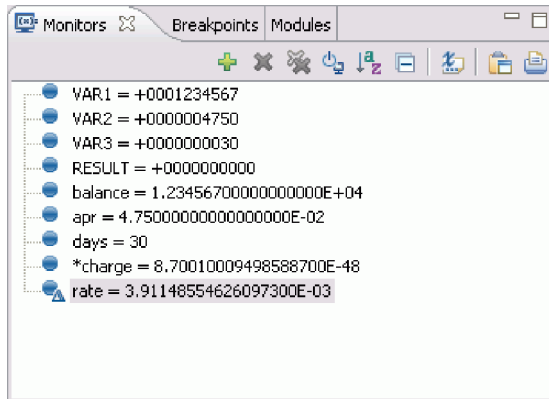 Monitors Breakpoints Modules
VAR1 = +0001234567
VAR2 = +0000004750
VAR3 = +0000000030
RESULT = +0000000000
balance = 1.23456700000000000E+04
apr = 4.75000000000000000E-02
days = 30
*charge = 8.70010009498588700E-48
rate = 3.91148554626097300E-03